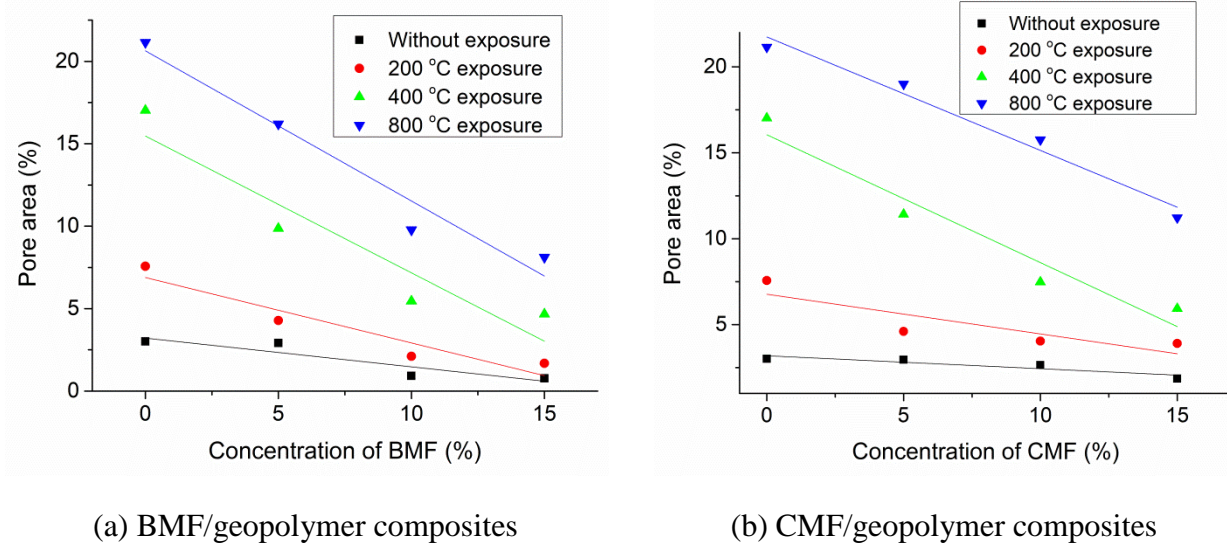 Without exposure
200 °C exposure
400 °C exposure
800 °C exposure
20
15
10
5
0
Pore area (%)
0 5 10 15
Concentration of BMF (%)
(a) BMF/geopolymer composites
Without exposure
200 °C exposure
400 °C exposure
800 °C exposure
20
15
10
5
Pore area (%)
0 5 10 15
Concentration of CMF (%)
(b) CMF/geopolymer composites